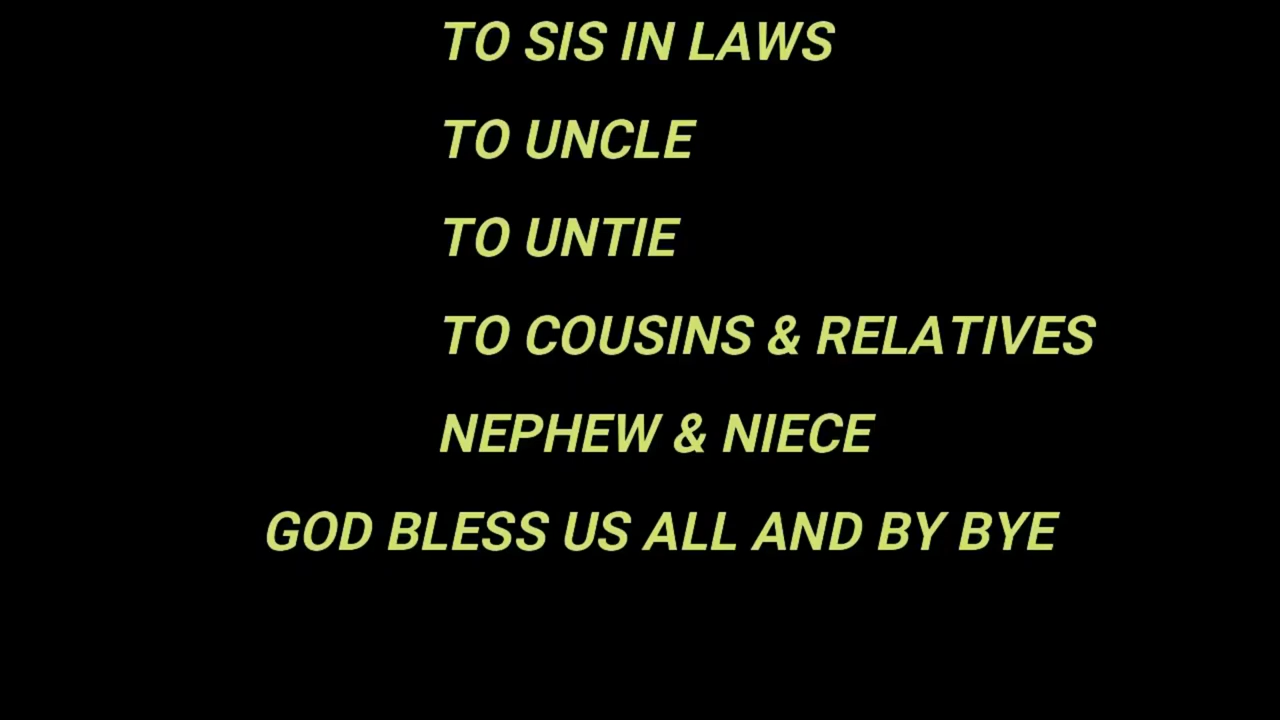 TO SIS IN LAWS
TO UNCLE
TO UNTIE
TO COUSINS & RELATIVES
NEPHEW & NIECE
GOD BLESS US ALL AND BY BYE